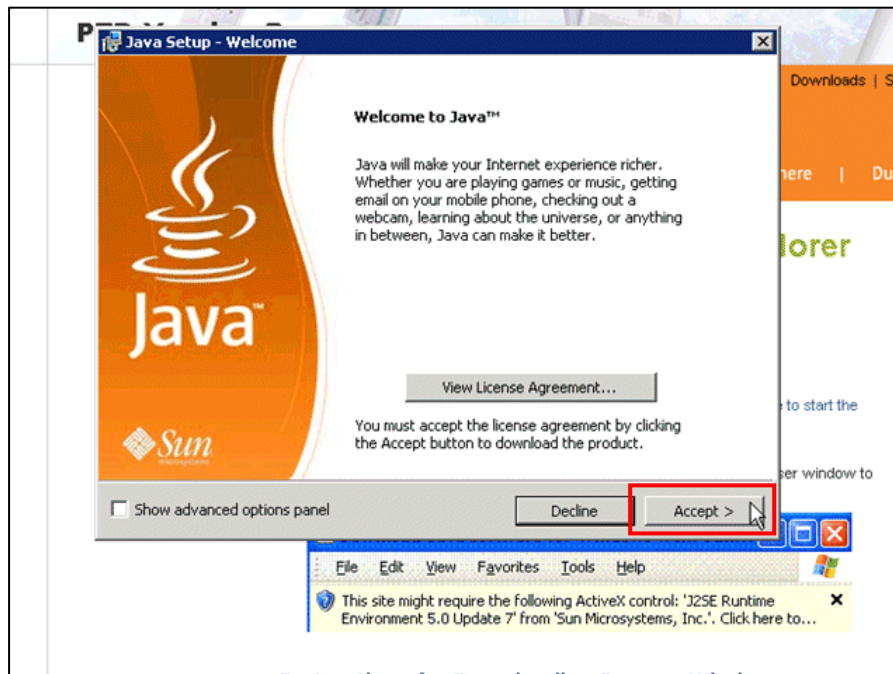 Java Setup - Welcome
Downloads | S
Welcome to Java™
Java will make your Internet experience richer.
Whether you are playing games or music, getting
email on your mobile phone, checking out a
webcam, learning about the universe, or anything
in between, Java can make it better.
here | Du
lorer
Java™
View License Agreement...
to start the
You must accept the license agreement by clicking
the Accept button to download the product.
Sun
microsystems
ser window to
Show advanced options panel
Decline
Accept >
File Edit View Favorites Tools Help
This site might require the following ActiveX control: 'J2SE Runtime
Environment 5.0 Update 7' from 'Sun Microsystems, Inc.'. Click here to...